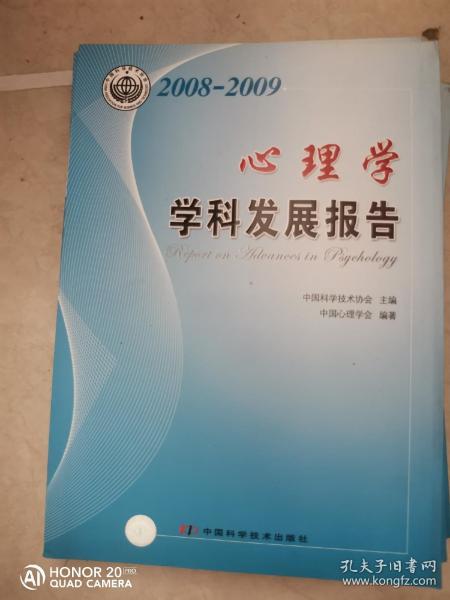 2008-2009
心理学
学科发展报告
Report on Advances in Psychology
中国科学技术协会 主编
中国心理学会 编著
中国科学技术出版社
HONOR 20 PRO
QUAD CAMERA
AI
孔夫子旧书网
www.kongfz.com